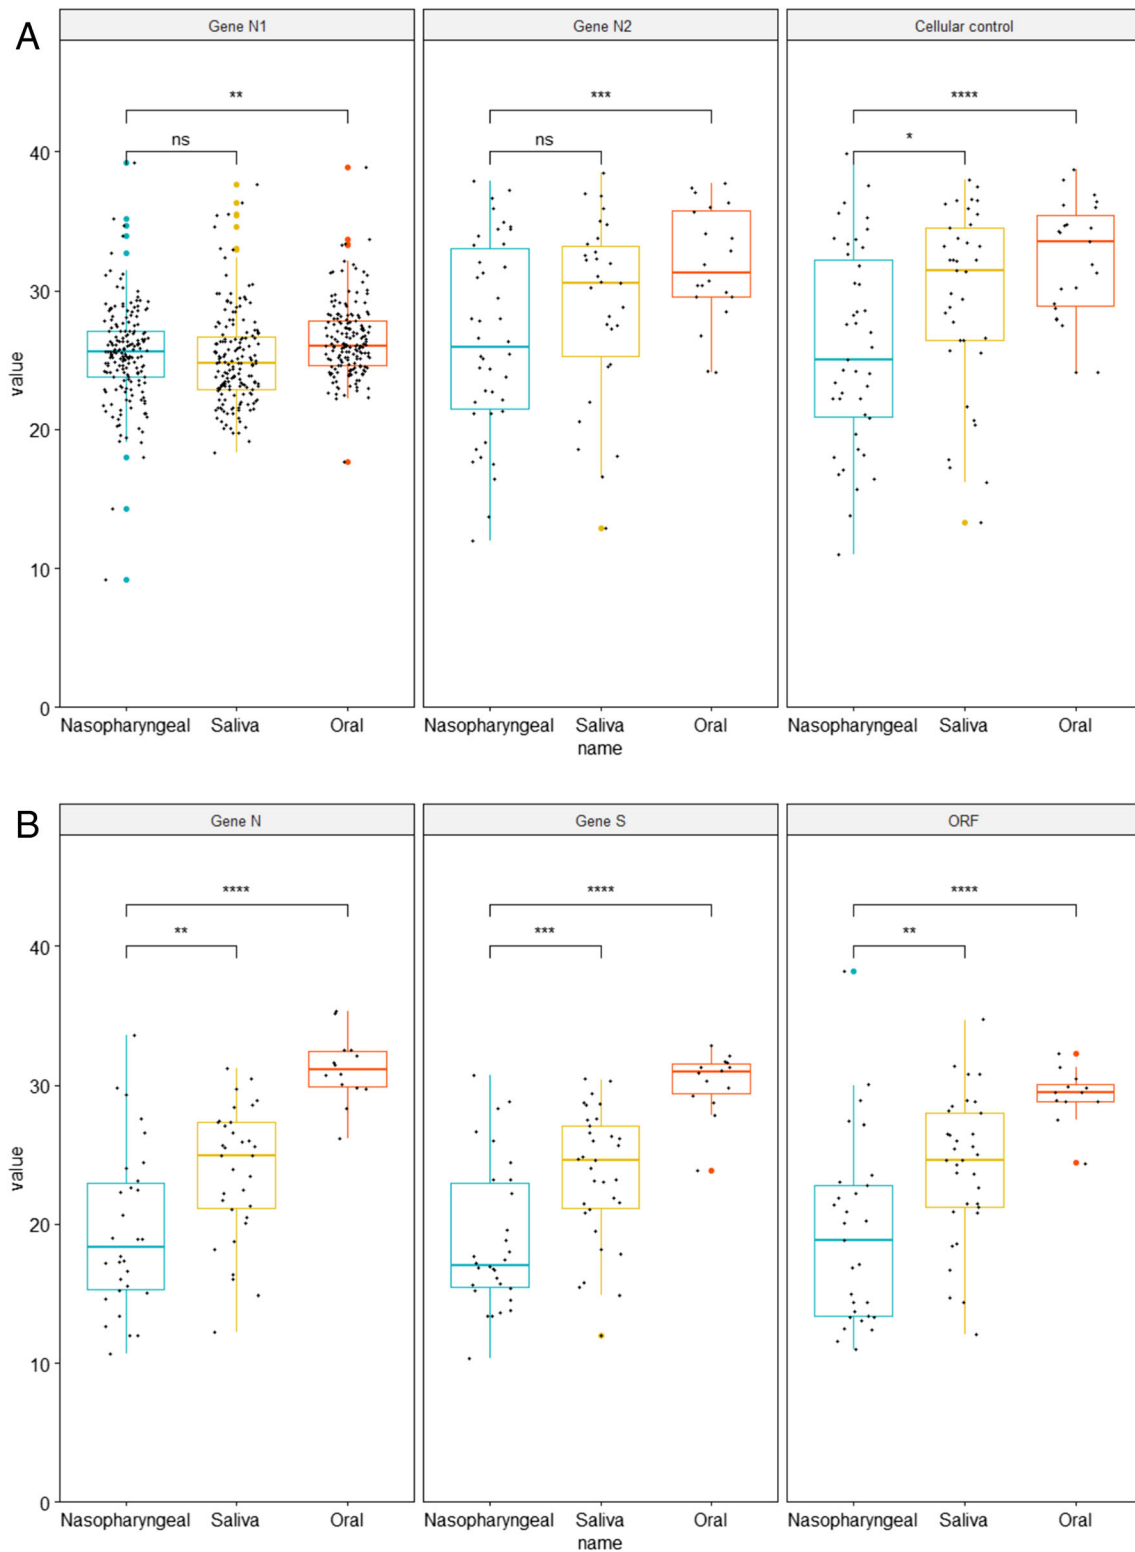 A
Gene N1 Gene N2 Cellular control
** *** ****
ns ns *
40
30
20
10
0
value
Nasopharyngeal Saliva Oral Nasopharyngeal Saliva Oral Nasopharyngeal Saliva Oral
name
B
Gene N Gene S ORF
**** **** ****
** *** **
40
30
20
10
0
value
Nasopharyngeal Saliva Oral Nasopharyngeal Saliva Oral Nasopharyngeal Saliva Oral
name